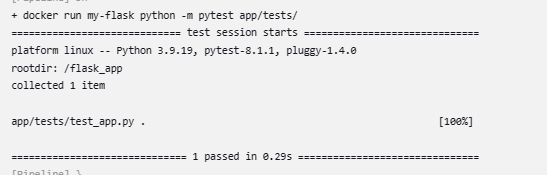 + docker run my-flask python -m pytest app/tests/
============================= test session starts ==============================
platform linux -- Python 3.9.19, pytest-8.1.1, pluggy-1.4.0
rootdir: /flask_app
collected 1 item
app/tests/test_app.py . [100%]
============================== 1 passed in 0.29s ===============================
[Pipeline] }